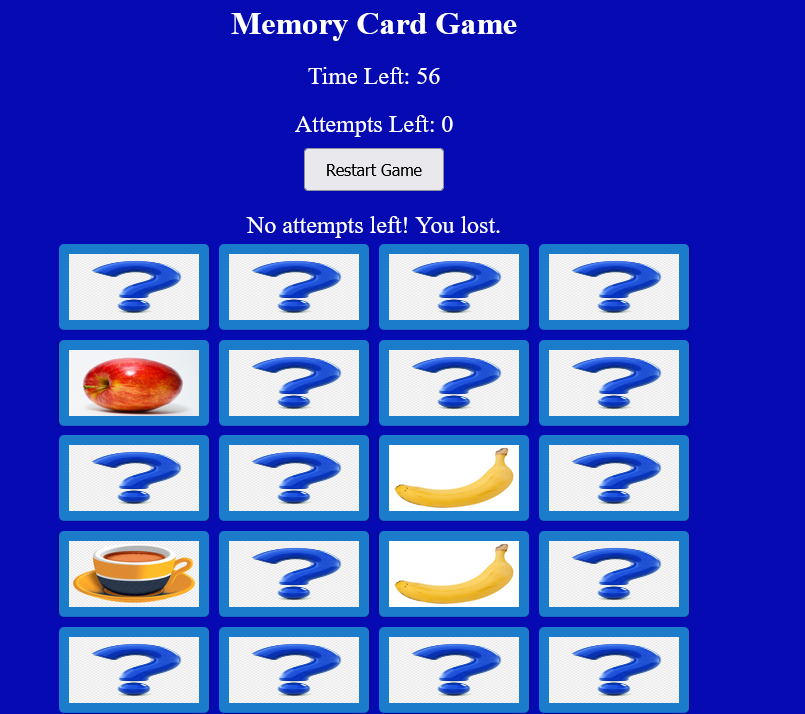 Memory Card Game
Time Left: 56
Attempts Left: 0
Restart Game
No attempts left! You lost.